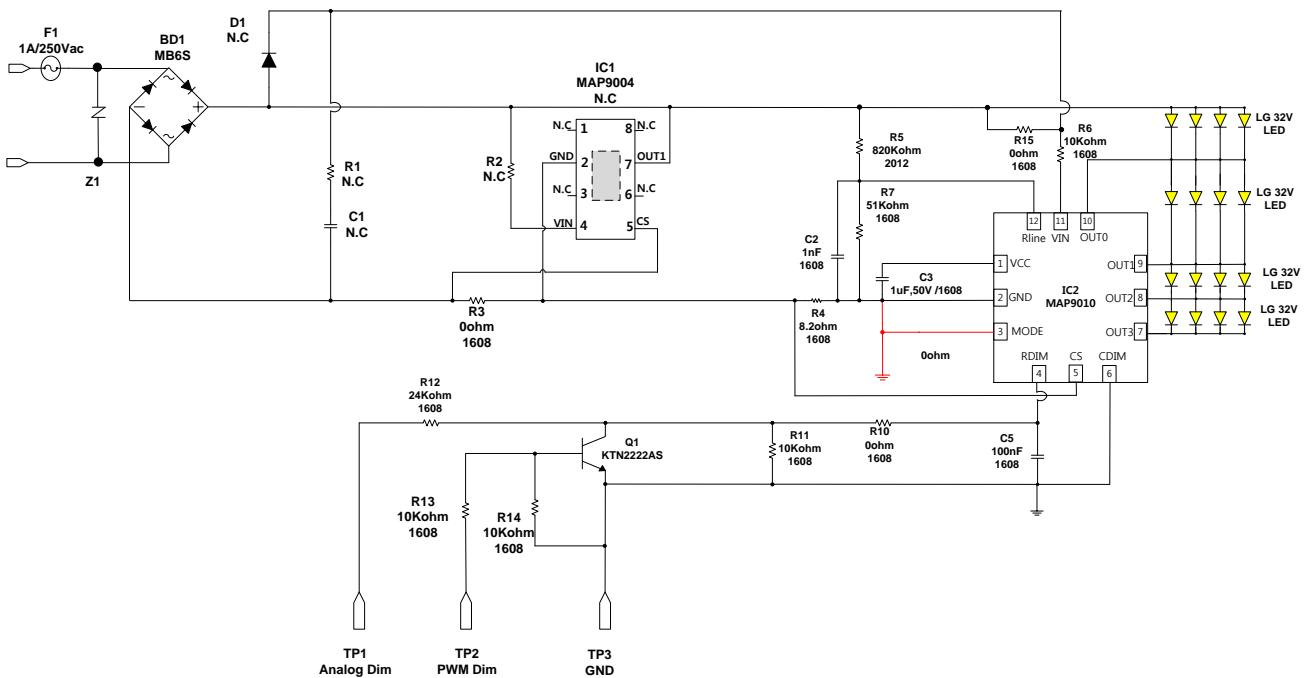 F1
1A/250Vac
BD1
MB6S
Z1
D1
N.C
R1
N.C
C1
N.C
R2
N.C
IC1
MAP9004
N.C
N.C 1
8 N.C
GND 2
7 OUT1
N.C 3
6 N.C
VIN 4
5 CS
R3
0ohm
1608
R5
820Kohm
2012
R7
51Kohm
1608
C2
1nF
1608
C3
1uF,50V /1608
R4
8.2ohm
1608
0ohm
R15
0ohm
1608
R6
10Kohm
1608
12 11 10
Rline VIN OUT0
1 VCC
OUT1 9
IC2
MAP9010
2 GND
OUT2 8
3 MODE
OUT3 7
RDIM CS CDIM
4 5 6
LG 32V
LED
LG 32V
LED
LG 32V
LED
LG 32V
LED
R12
24Kohm
1608
Q1
KTN2222AS
R11
10Kohm
1608
R10
0ohm
1608
C5
100nF
1608
R13
10Kohm
1608
R14
10Kohm
1608
TP1
Analog Dim
TP2
PWM Dim
TP3
GND